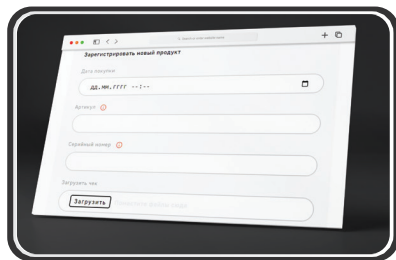 Зарегистрировать новый продукт
Дата покупки
ДД.ММ.ГГГГ --:--
Артикул
Серийный номер
Загрузить чек
Загрузить